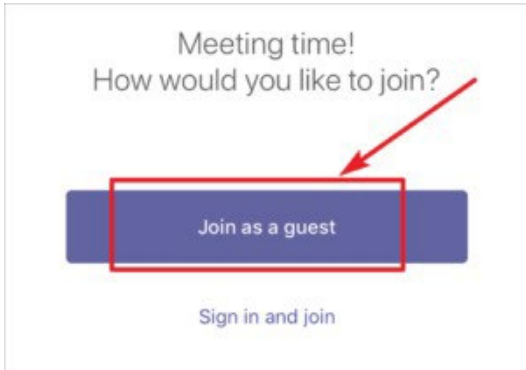 Meeting time!
How would you like to join?
Join as a guest
Sign in and join